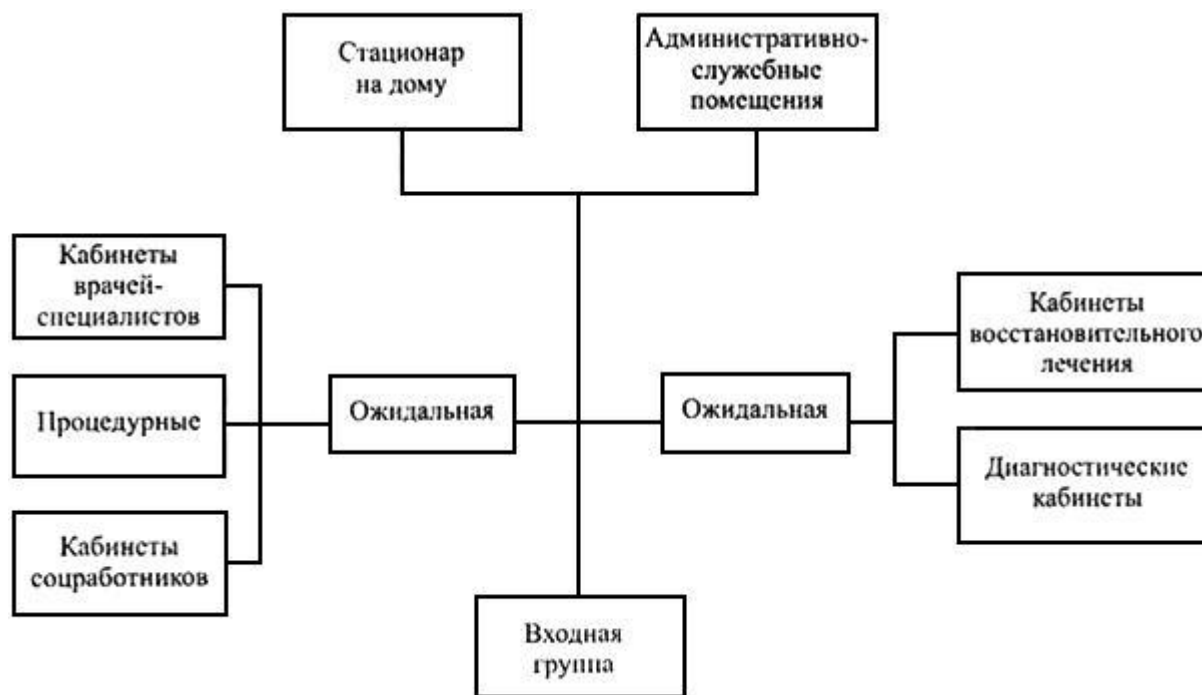 Стационар
на дому
Административно-
служебные
помещения
Кабинеты
врачей-
специалистов
Процедурные
Кабинеты
соцработников
Ожидальная
Ожидальная
Кабинеты
восстановительного
лечения
Диагностические
кабинеты
Входная
группа